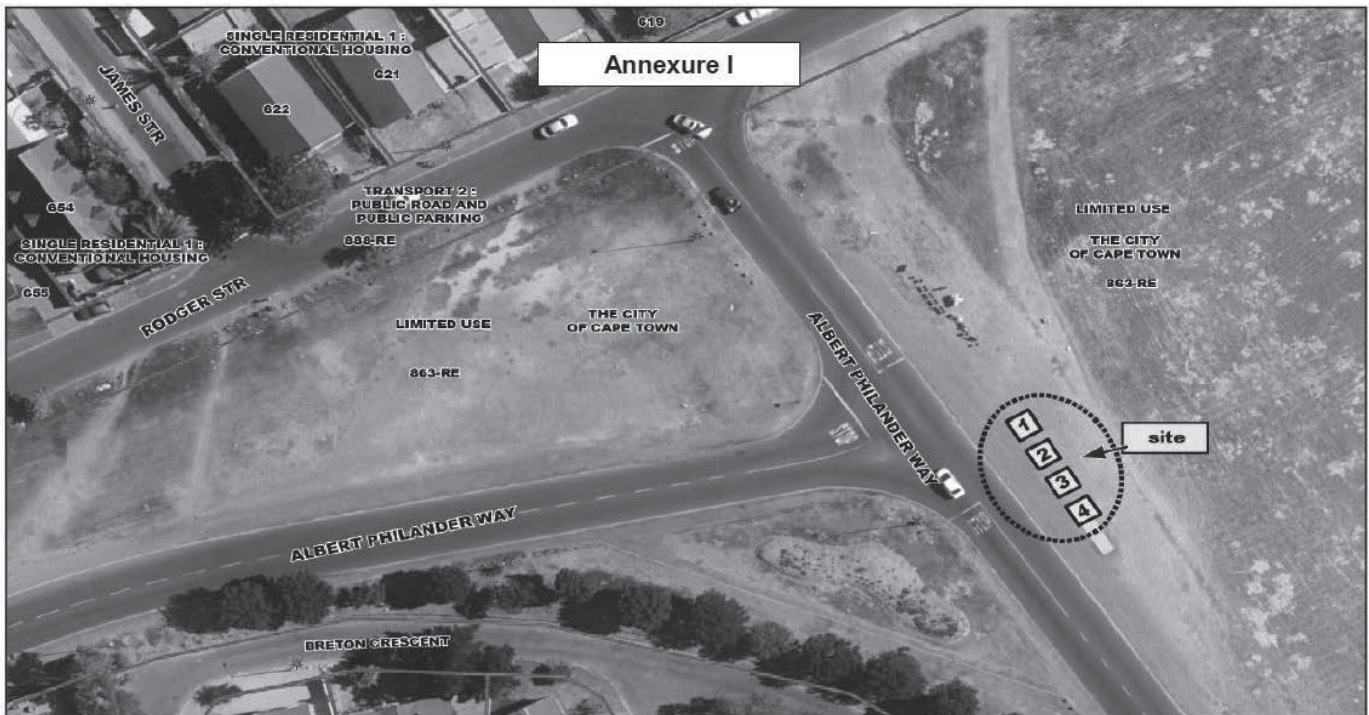 619
SINGLE RESIDENTIAL 1 :
CONVENTIONAL HOUSING
621
Annexure I
JAMES STR
622
TRANSPORT 2 :
PUBLIC ROAD AND
PUBLIC PARKING
888-RE
654
SINGLE RESIDENTIAL 1 :
CONVENTIONAL HOUSING
655
RODGER STR
LIMITED USE
THE CITY
OF CAPE TOWN
863-RE
LIMITED USE
THE CITY
OF CAPE TOWN
863-RE
ALBERT PHILANDER WAY
1
2
3
4
site
ALBERT PHILANDER WAY
BRETON CRESCENT